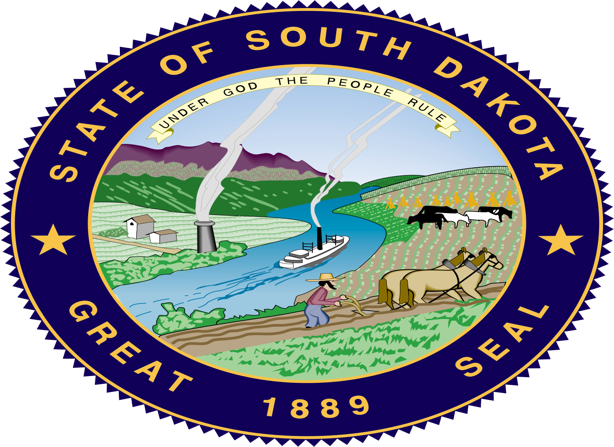 STATE OF SOUTH DAKOTA
UNDER GOD THE PEOPLE RULE
GREAT SEAL
1889